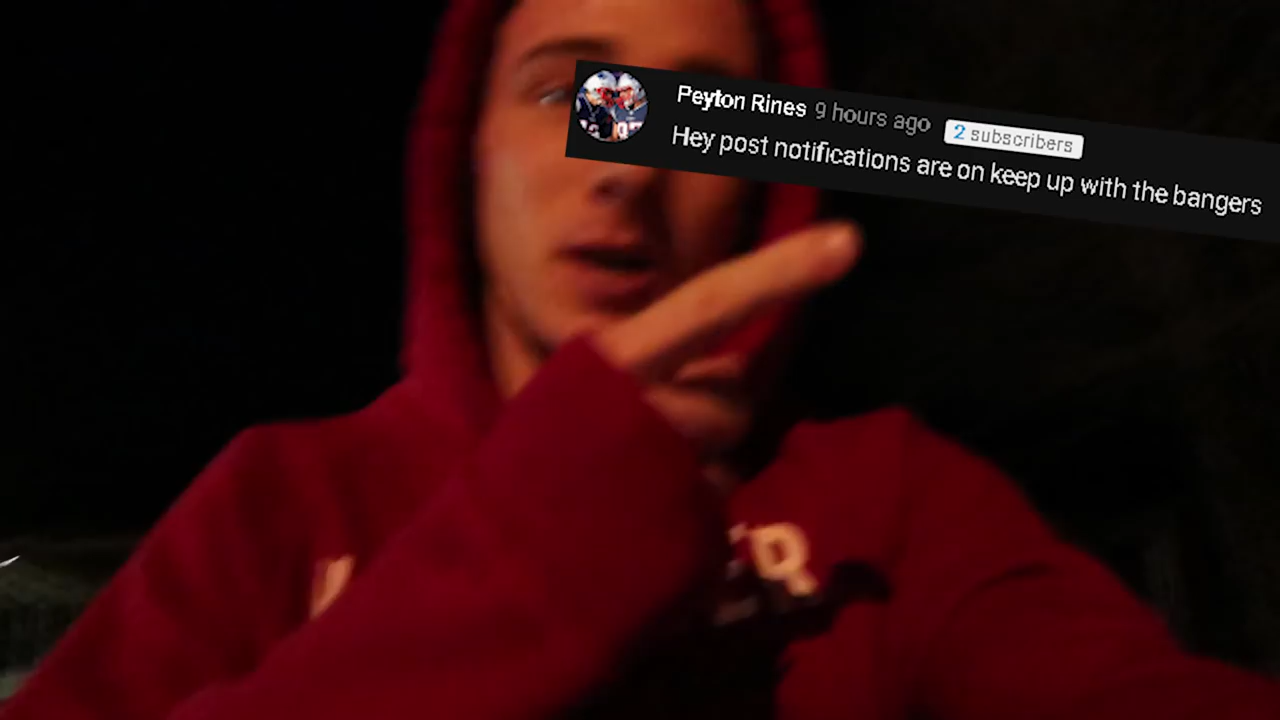 Peyton Rines 9 hours ago 2 subscribers
Hey post notifications are on keep up with the bangers